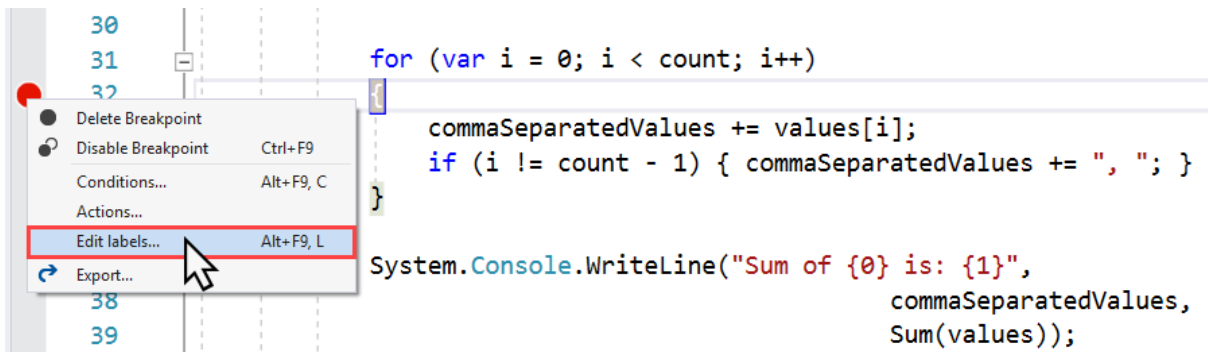 30
31 for (var i = 0; i < count; i++)
32 {
Delete Breakpoint
commaSeparatedValues += values[i];
Disable Breakpoint Ctrl+F9
if (i != count - 1) { commaSeparatedValues += ", "; }
Conditions... Alt+F9, C
}
Actions...
Edit labels... Alt+F9, L
System.Console.WriteLine("Sum of {0} is: {1}",
Export...
38 commaSeparatedValues,
39 Sum(values));